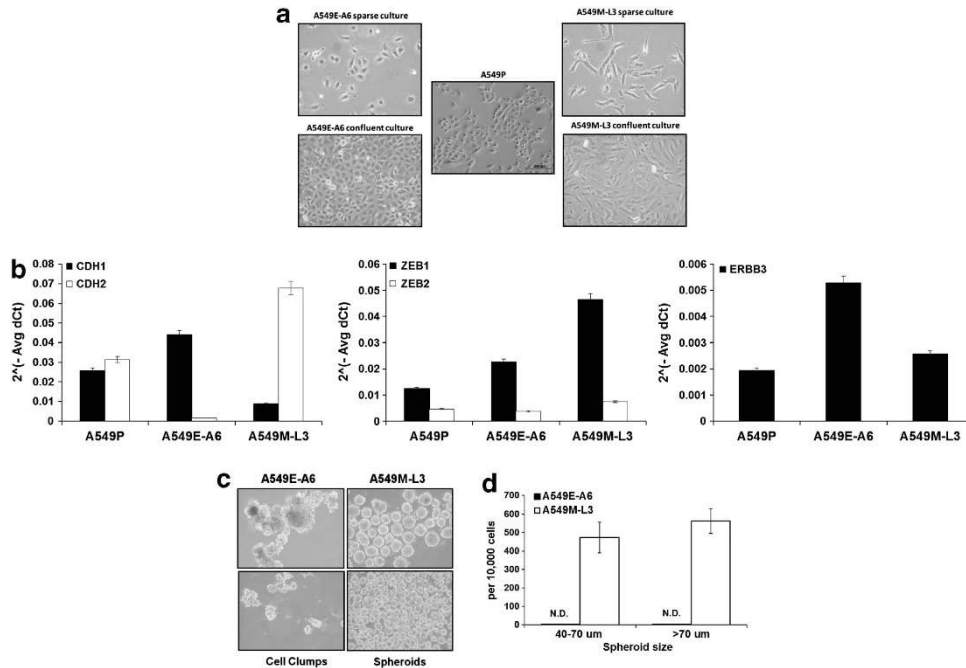 a
A549E-A6 sparse culture
A549M-L3 sparse culture
A549P
A549E-A6 confluent culture
A549M-L3 confluent culture
b
CDH1
CDH2
2^(- Avg dCt)
0.08
0.07
0.06
0.05
0.04
0.03
0.02
0.01
0
A549P A549E-A6 A549M-L3
ZEB1
ZEB2
2^(- Avg dCt)
0.06
0.05
0.04
0.03
0.02
0.01
0
A549P A549E-A6 A549M-L3
ERBB3
2^(- Avg dCt)
0.006
0.005
0.004
0.003
0.002
0.001
0
A549P A549E-A6 A549M-L3
c
A549E-A6 A549M-L3
Cell Clumps Spheroids
d
A549E-A6
A549M-L3
per 10,000 cells
700
600
500
400
300
200
100
0
N.D. N.D.
40-70 um >70 um
Spheroid size